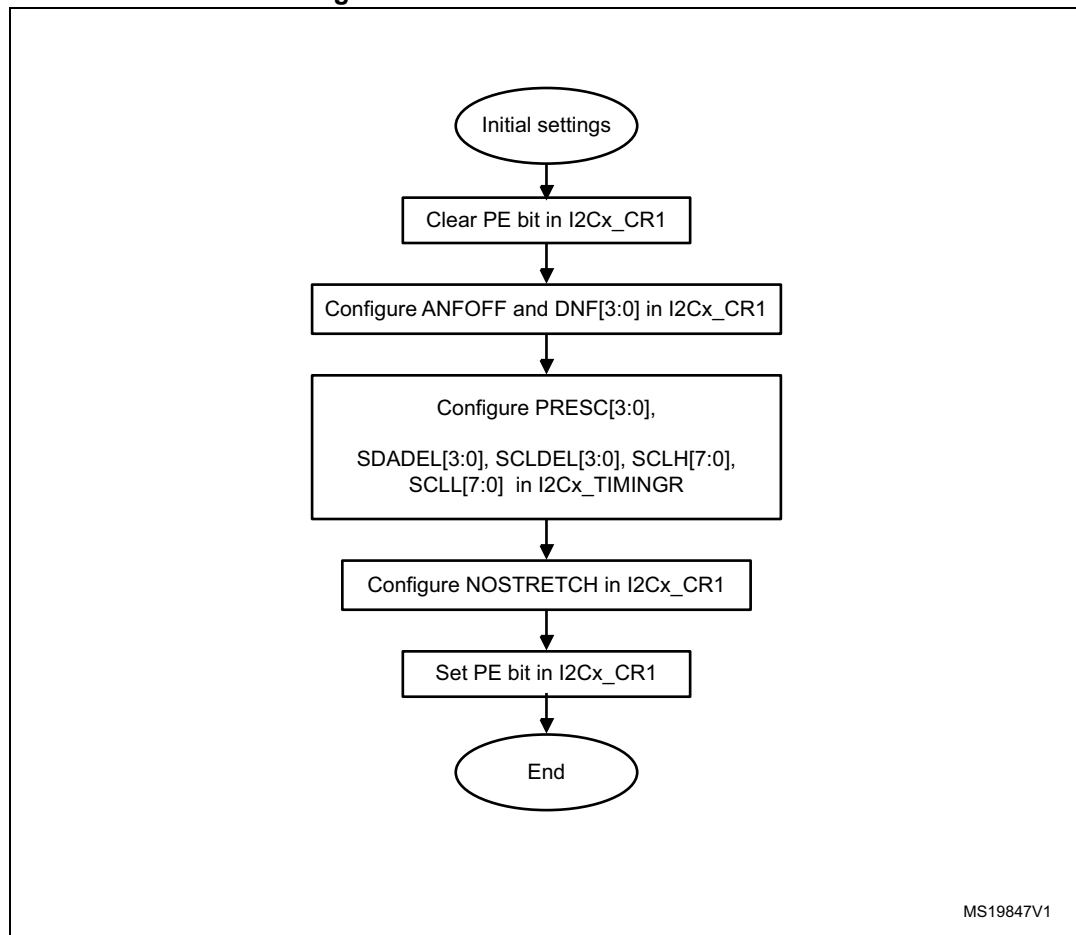 Initial settings
Clear PE bit in I2Cx_CR1
Configure ANFOFF and DNF[3:0] in I2Cx_CR1
Configure PRESC[3:0],
SDADEL[3:0], SCLDEL[3:0], SCLH[7:0],
SCLL[7:0] in I2Cx_TIMINGR
Configure NOSTRETCH in I2Cx_CR1
Set PE bit in I2Cx_CR1
End
MS19847V1